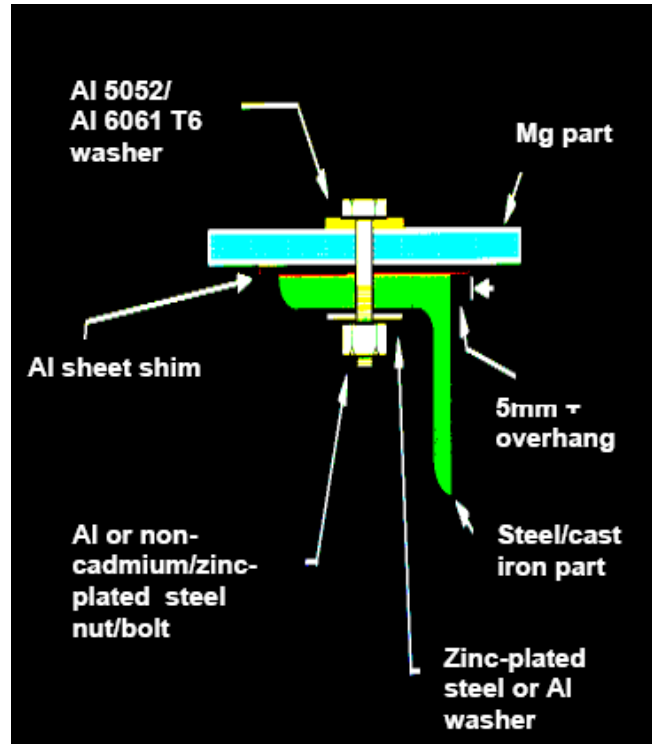 Al 5052/
Al 6061 T6
washer
Mg part
Al sheet shim
5mm +
overhang
Al or non-
cadmium/zinc-
plated steel
nut/bolt
Steel/cast
iron part
Zinc-plated
steel or Al
washer